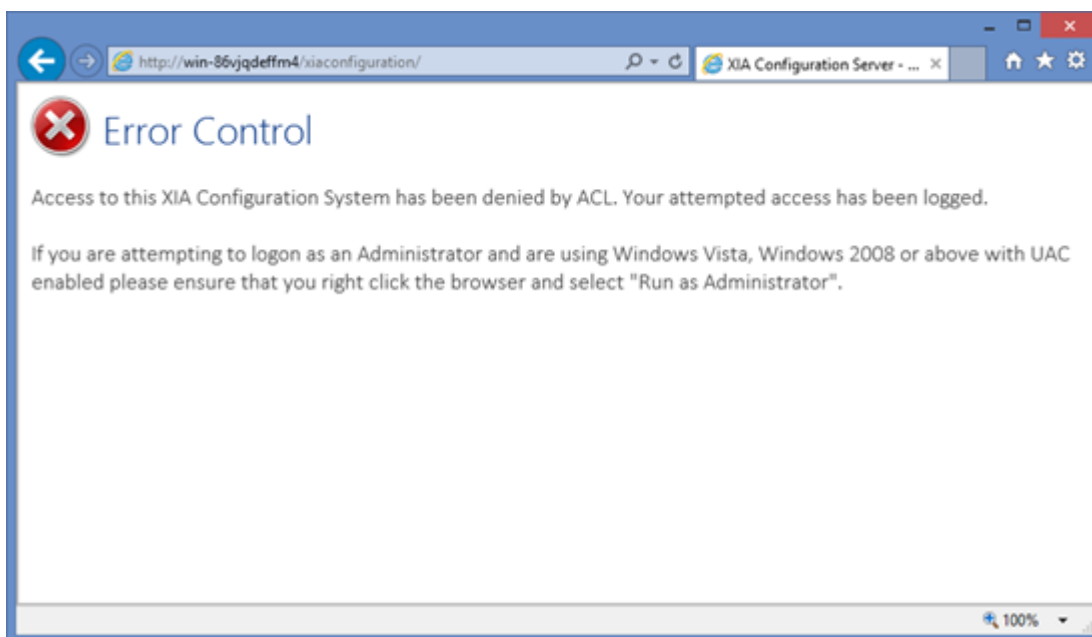 http://win-86vjqdeffm4/xiaconfiguration/
XIA Configuration Server - ...
Error Control
Access to this XIA Configuration System has been denied by ACL. Your attempted access has been logged.
If you are attempting to logon as an Administrator and are using Windows Vista, Windows 2008 or above with UAC
enabled please ensure that you right click the browser and select "Run as Administrator".
100%